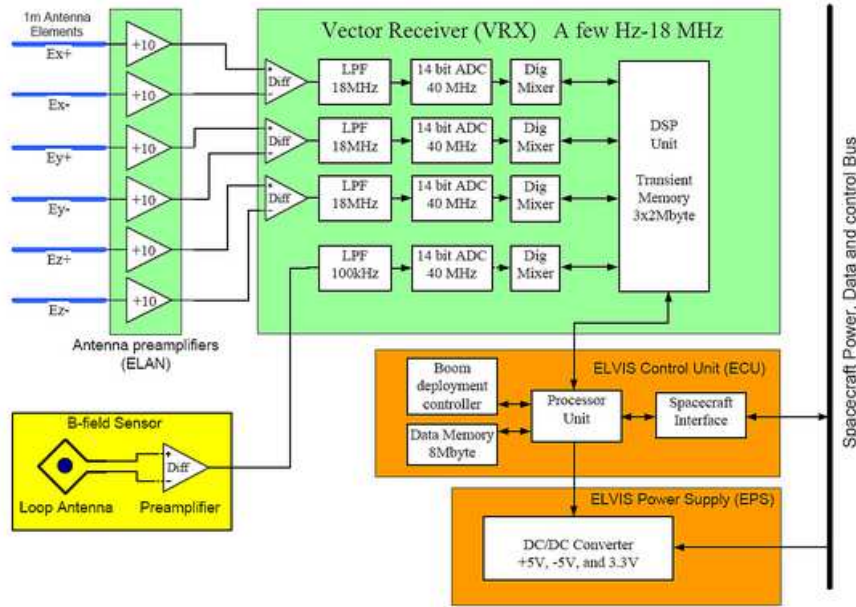 1m Antenna
Elements
Ex+
Ex-
Ey+
Ey-
Ez+
Ez-
+10
+10
+10
+10
+10
+10
Antenna preamplifiers
(ELAN)
Vector Receiver (VRX) A few Hz-18 MHz
+
Diff
-
LPF
18MHz
14 bit ADC
40 MHz
Dig
Mixer
+
Diff
-
LPF
18MHz
14 bit ADC
40 MHz
Dig
Mixer
+
Diff
-
LPF
18MHz
14 bit ADC
40 MHz
Dig
Mixer
LPF
100kHz
14 bit ADC
40 MHz
Dig
Mixer
DSP
Unit
Transient
Memory
3x2Mbyte
B-field Sensor
+
Diff
-
Loop Antenna
Preamplifier
ELVIS Control Unit (ECU)
Boom
deployment
controller
Data Memory
8Mbyte
Processor
Unit
Spacecraft
Interface
ELVIS Power Supply (EPS)
DC/DC Converter
+5V, -5V, and 3.3V
Spacecraft Power, Data and control Bus